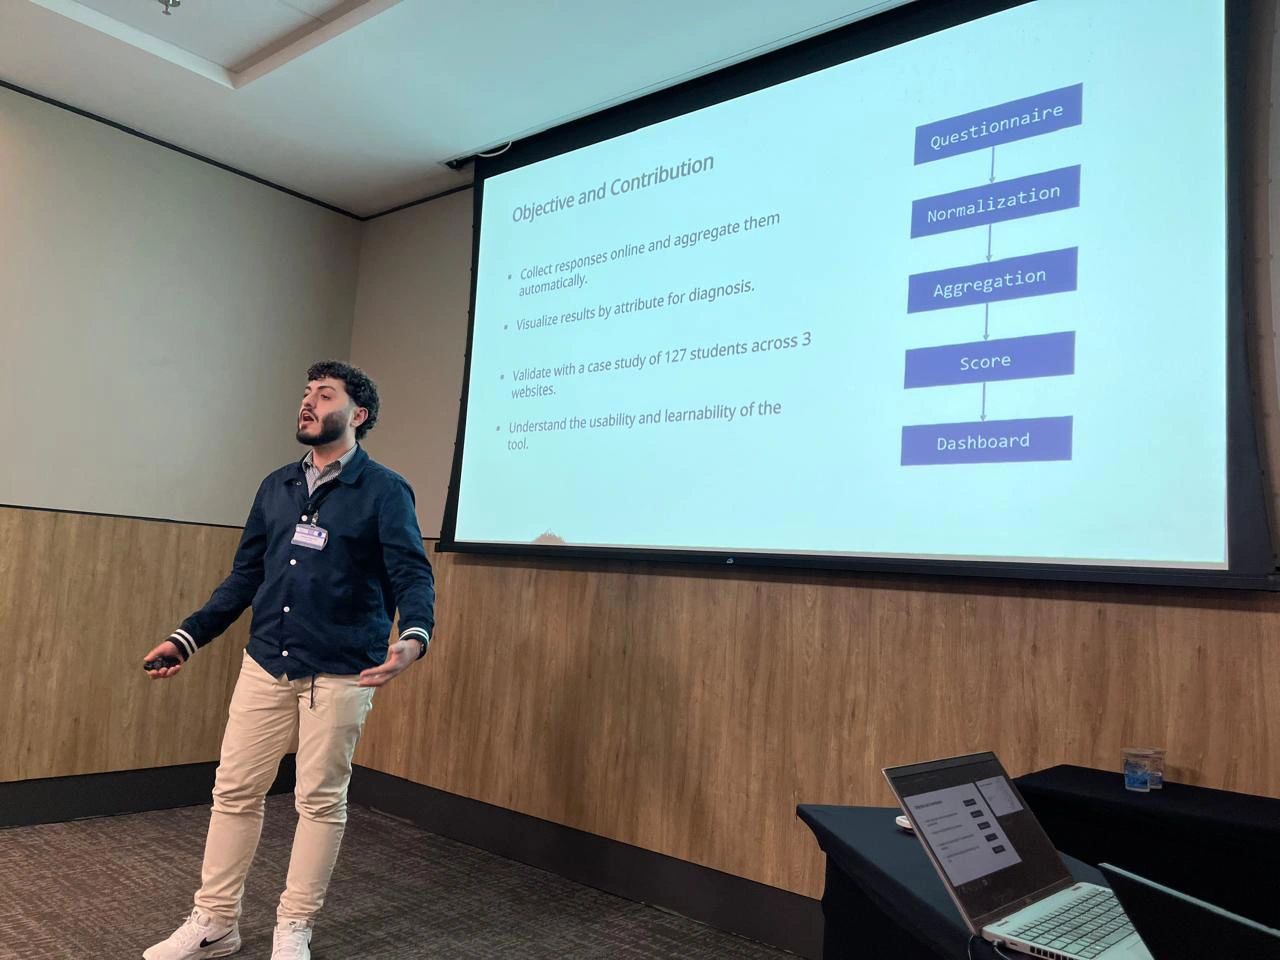 Objective and Contribution
Collect responses online and aggregate them
automatically.
Visualize results by attribute for diagnosis.
Validate with a case study of 127 students across 3
websites.
Understand the usability and learnability of the
tool.
Questionnaire
Normalization
Aggregation
Score
Dashboard